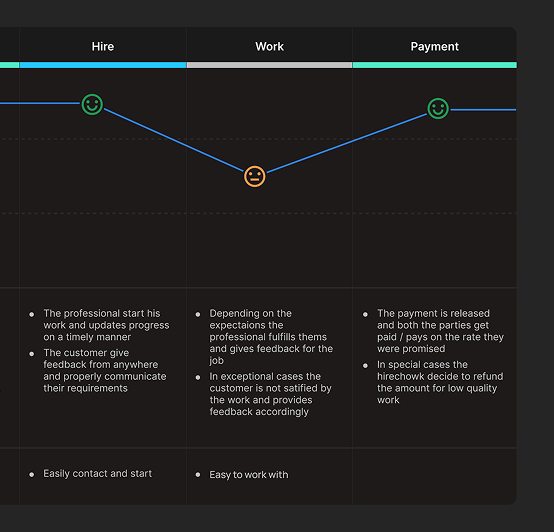 Hire
Work
Payment
The professional start his
work and updates progress
on a timely manner
The customer give
feedback from anywhere
and properly communicate
their requirements
Depending on the
expectaions the
professional fulfills thems
and gives feedback for the
job
In exceptional cases the
customer is not satified by
the work and provides
feedback accordingly
The payment is released
and both the parties get
paid / pays on the rate they
were promised
In special cases the
hirechowk decide to refund
the amount for low quality
work
Easily contact and start
Easy to work with